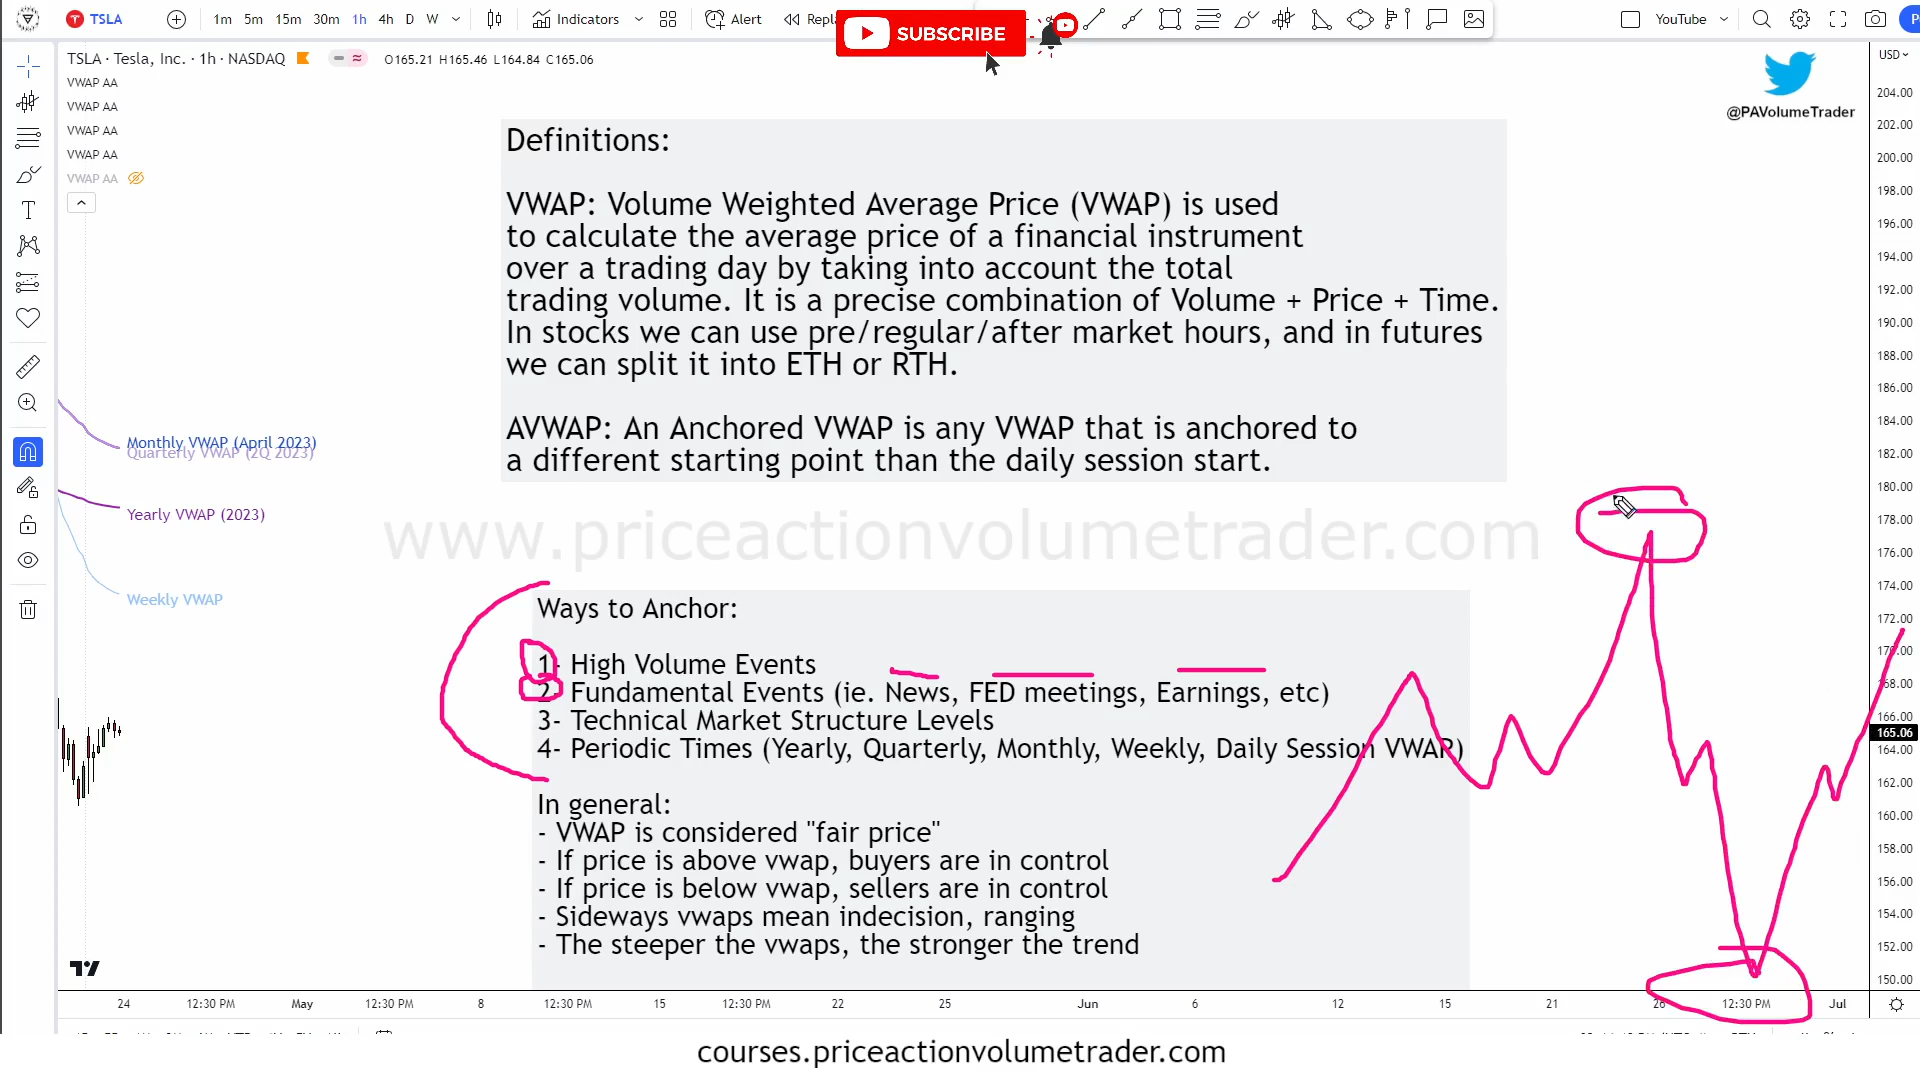 TSLA
1m 5m 15m 30m 1h 4h D W
Indicators
Alert
SUBSCRIBE
YouTube
TSLA · Tesla, Inc. · 1h · NASDAQ O165.21 H165.46 L164.84 C165.06
USD
VWAP AA
VWAP AA
VWAP AA
VWAP AA
VWAP AA
@PAVolumeTrader
Definitions:
VWAP: Volume Weighted Average Price (VWAP) is used
to calculate the average price of a financial instrument
over a trading day by taking into account the total
trading volume. It is a precise combination of Volume + Price + Time.
In stocks we can use pre/regular/after market hours, and in futures
we can split it into ETH or RTH.
AVWAP: An Anchored VWAP is any VWAP that is anchored to
a different starting point than the daily session start.
Monthly VWAP (April 2023)
Quarterly VWAP (2Q 2023)
Yearly VWAP (2023)
Weekly VWAP
www.priceactionvolumetrader.com
Ways to Anchor:
1- High Volume Events
2- Fundamental Events (ie. News, FED meetings, Earnings, etc)
3- Technical Market Structure Levels
4- Periodic Times (Yearly, Quarterly, Monthly, Weekly, Daily Session VWAP)
In general:
- VWAP is considered "fair price"
- If price is above vwap, buyers are in control
- If price is below vwap, sellers are in control
- Sideways vwaps mean indecision, ranging
- The steeper the vwaps, the stronger the trend
204.00
202.00
200.00
198.00
196.00
194.00
192.00
190.00
188.00
186.00
184.00
182.00
180.00
178.00
176.00
174.00
172.00
170.00
168.00
166.00
165.06
164.00
162.00
160.00
158.00
156.00
154.00
152.00
150.00
24 12:30 PM May 12:30 PM 8 12:30 PM 15 12:30 PM 22 25 Jun 6 12 15 21 26 12:30 PM Jul
courses.priceactionvolumetrader.com